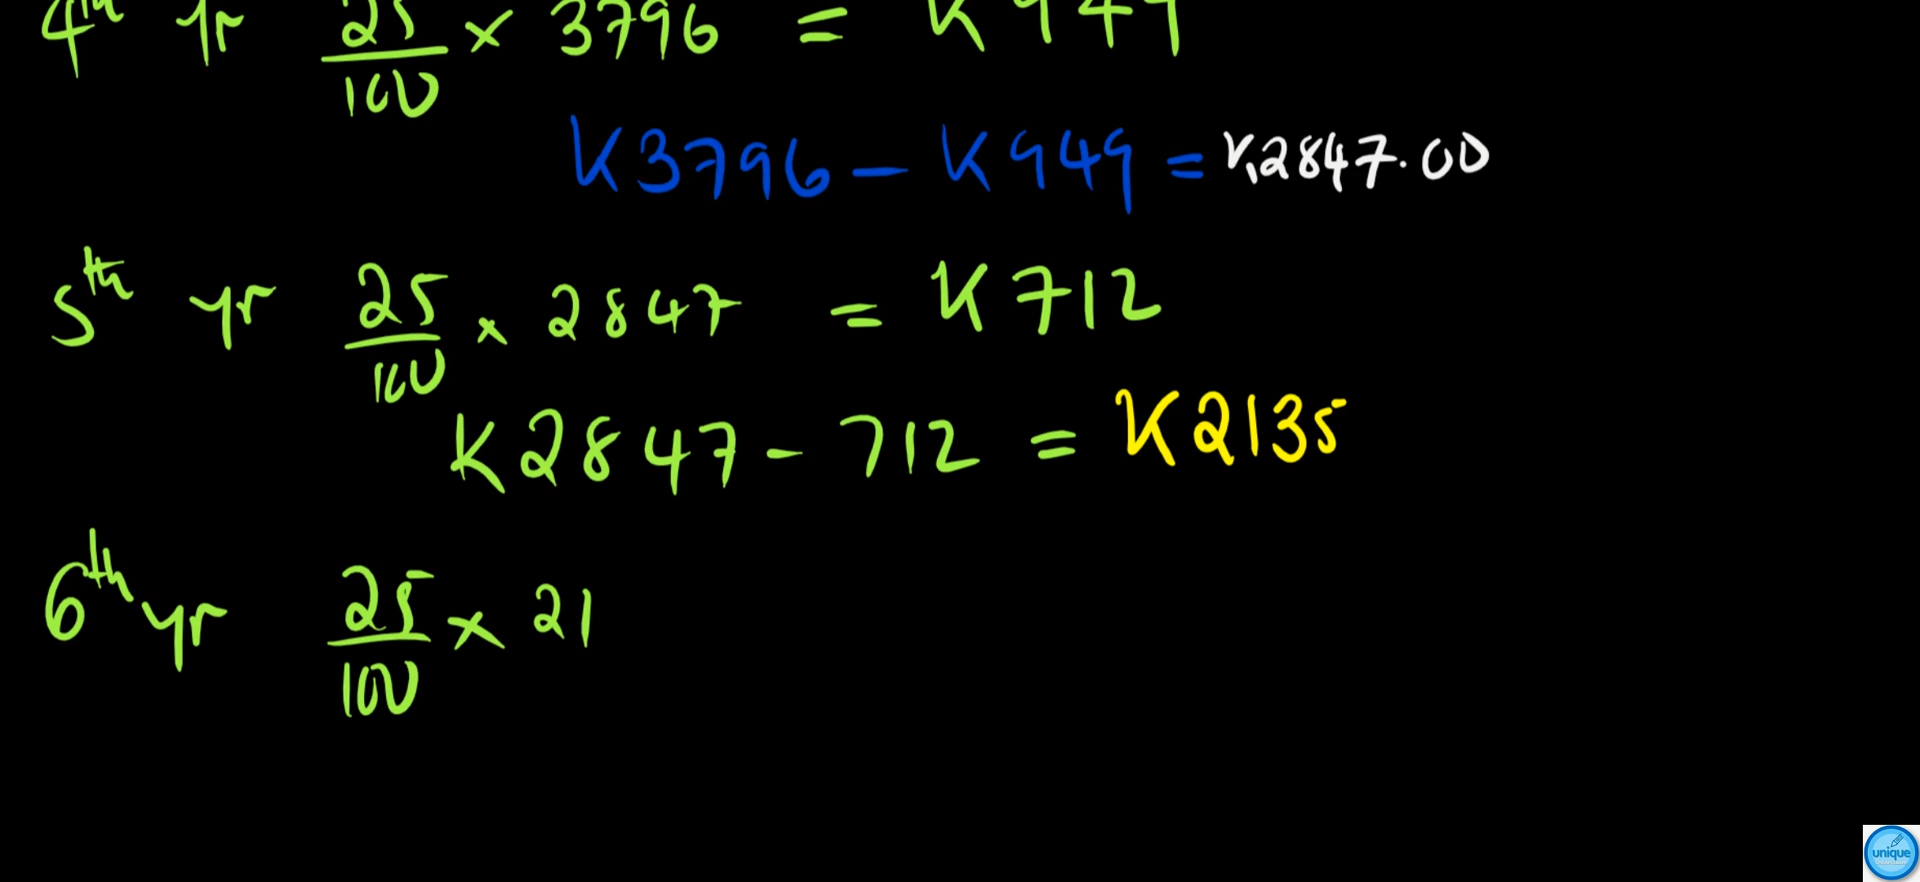 4th yr 25/100 × 3796 = K949
K3796 - K949 = K2847.00
5th yr 25/100 × 2847 = K712
K2847 - 712 = K2135
6th yr 25/100 × 21
unique